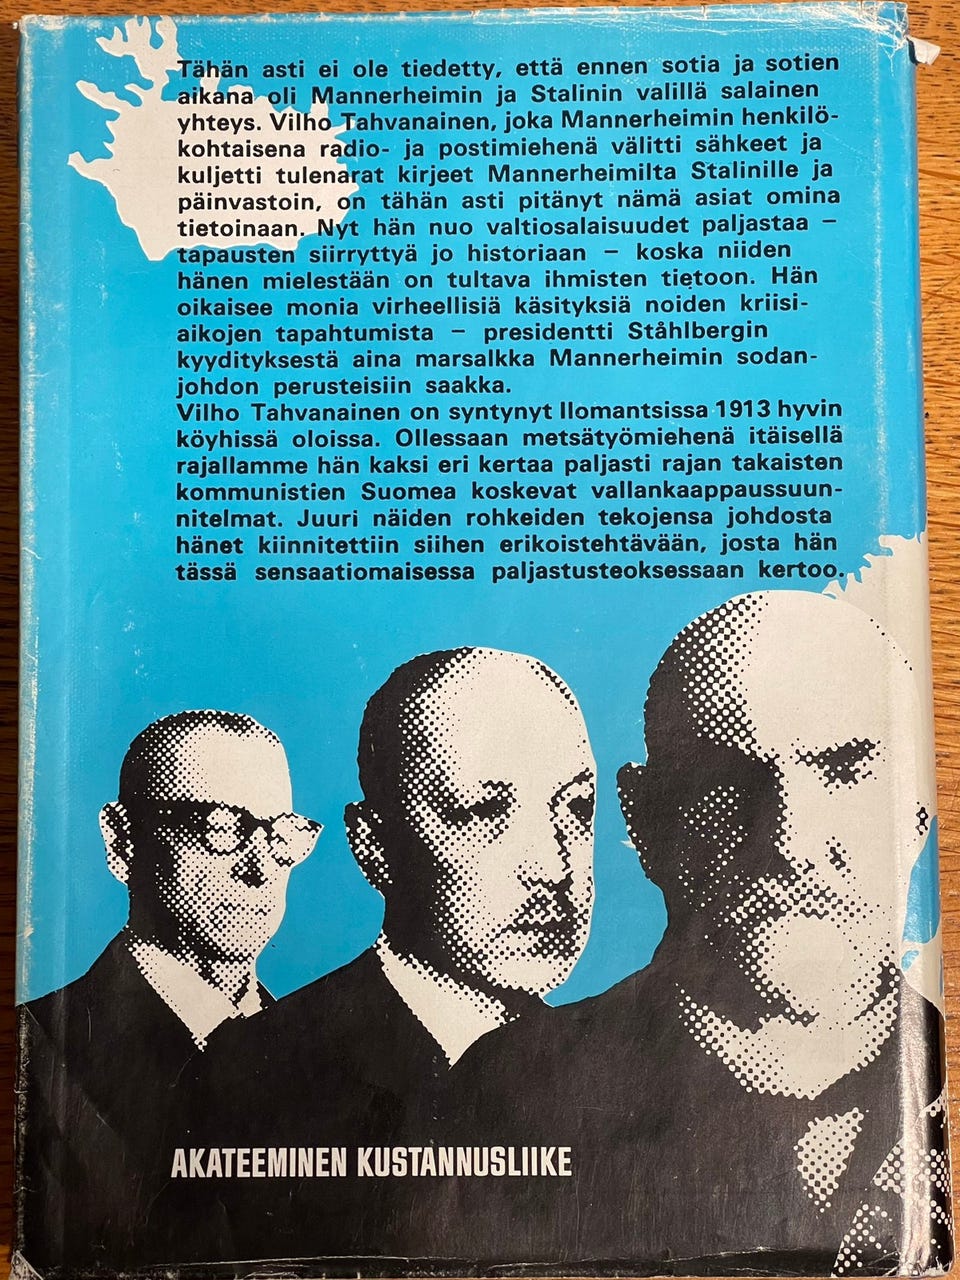 Tähän asti ei ole tiedetty, että ennen sotia ja sotien
aikana oli Mannerheimin ja Stalinin välillä salainen
yhteys. Vilho Tahvanainen, joka Mannerheimin henkilö-
kohtaisena radio- ja postimiehenä välitti sähkeet ja
kuljetti tulenarat kirjeet Mannerheimilta Stalinille ja
päinvastoin, on tähän asti pitänyt nämä asiat omina
tietoinaan. Nyt hän nuo valtiosalaisuudet paljastaa –
tapausten siirryttyä jo historiaan – koska niiden
hänen mielestään on tultava ihmisten tietoon. Hän
oikaisee monia virheellisiä käsityksiä noiden kriisi-
aikojen tapahtumista – presidentti Ståhlbergin
kyydityksestä aina marsalkka Mannerheimin sodan-
johdon perusteisiin saakka.
Vilho Tahvanainen on syntynyt Ilomantsissa 1913 hyvin
köyhissä oloissa. Ollessaan metsätyömiehenä itäisellä
rajallamme hän kaksi eri kertaa paljasti rajan takaisten
kommunistien Suomea koskevat vallankaappaussuun-
nitelmat. Juuri näiden rohkeiden tekojensa johdosta
hänet kiinnitettiin siihen erikoistehtävään, josta hän
tässä sensaatiomaisessa paljastusteoksessaan kertoo.
AKATEEMINEN KUSTANNUSLIIKE